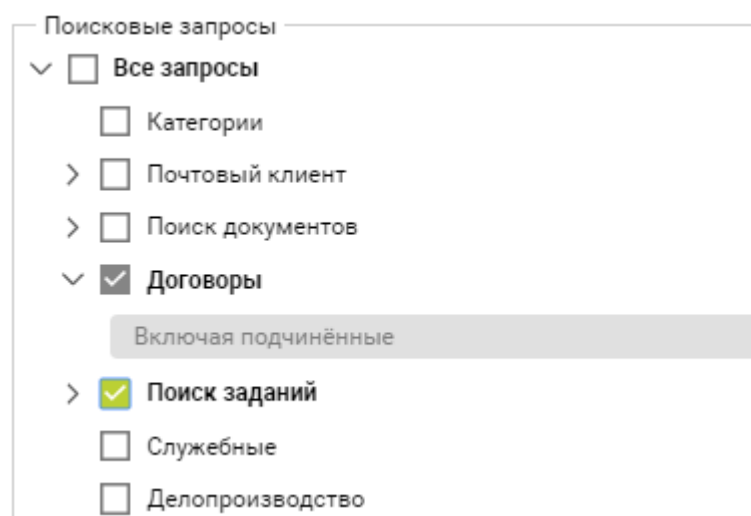 Поисковые запросы
Все запросы
Категории
Почтовый клиент
Поиск документов
Договоры
Включая подчинённые
Поиск заданий
Служебные
Делопроизводство